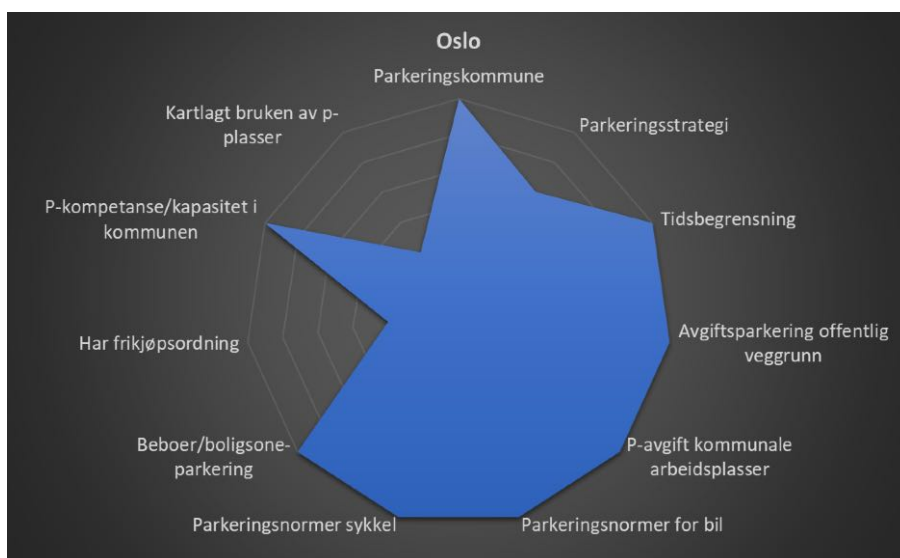 Oslo
Parkeringskommune
Parkeringsstrategi
Tidsbegrensning
Avgiftsparkering offentlig
veggrunn
P-avgift kommunale
arbeidsplasser
Parkeringsnormer for bil
Parkeringsnormer sykkel
Beboer/boligsone-
parkering
Har frikjøpsordning
P-kompetanse/kapasitet i
kommunen
Kartlagt bruken av p-
plasser